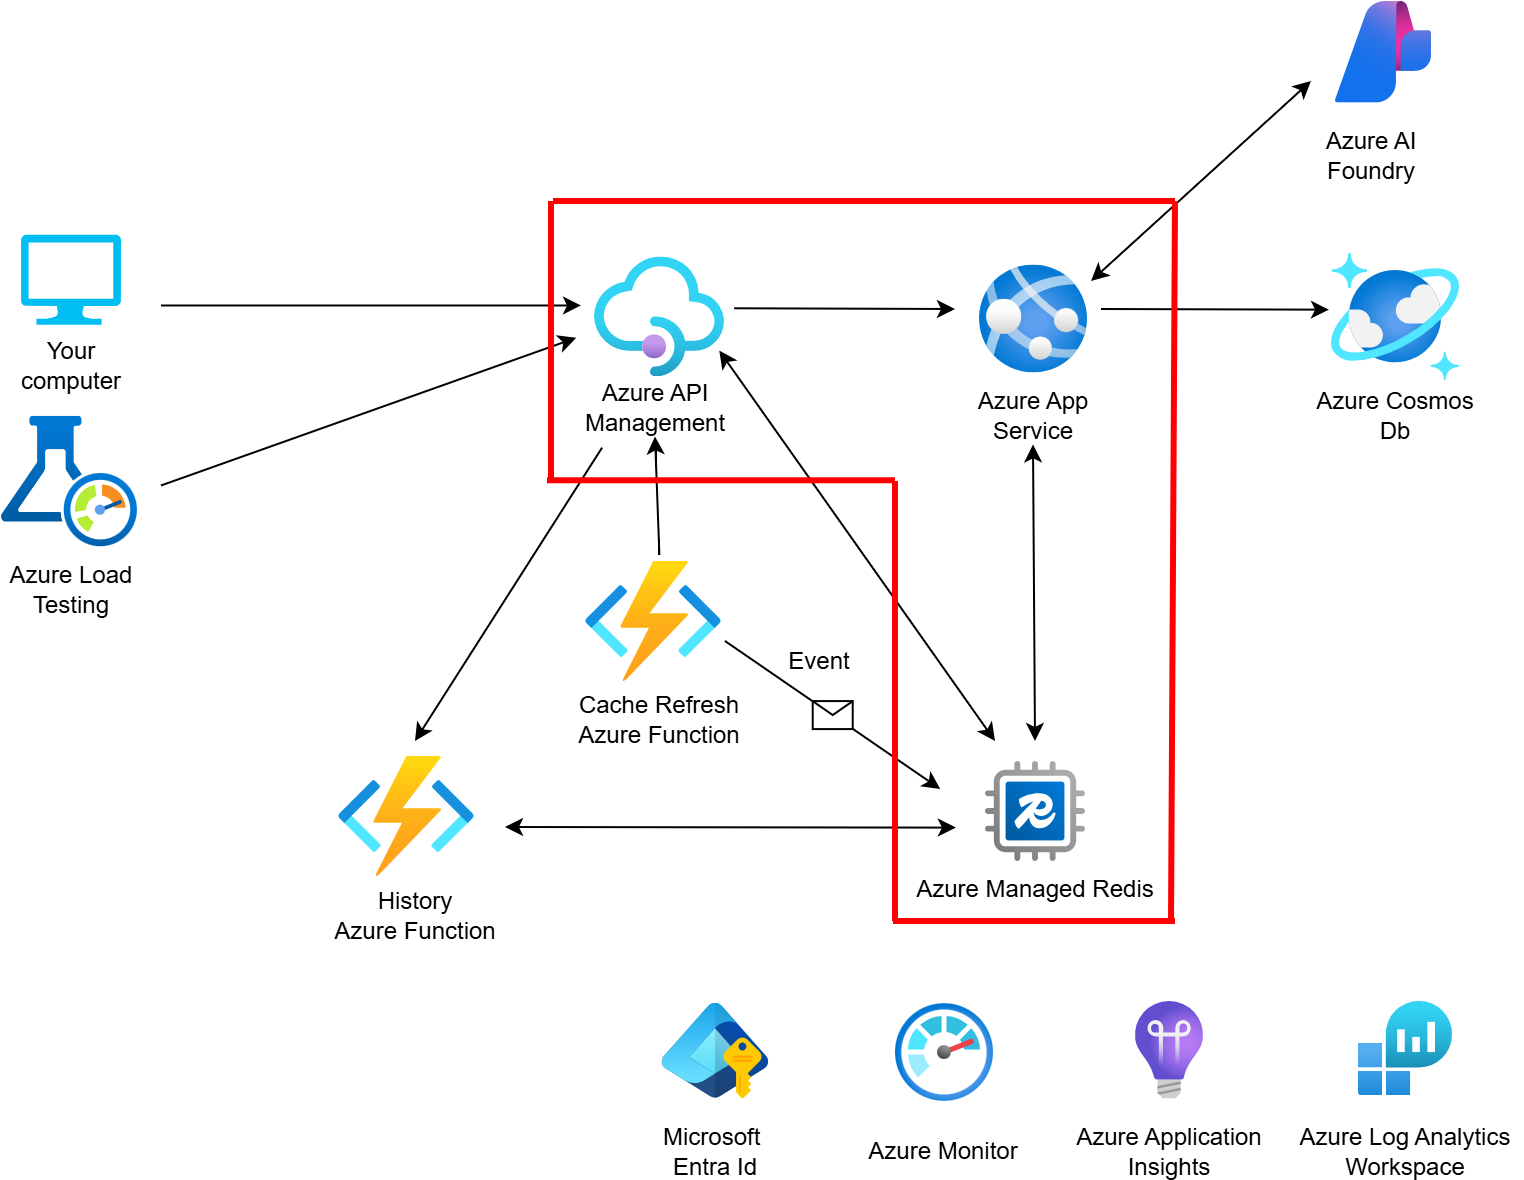 Azure AI
Foundry
Your
computer
Azure API
Management
Azure App
Service
Azure Cosmos
Db
Azure Load
Testing
Event
Cache Refresh
Azure Function
History
Azure Function
Azure Managed Redis
Microsoft
Entra Id
Azure Monitor
Azure Application
Insights
Azure Log Analytics
Workspace